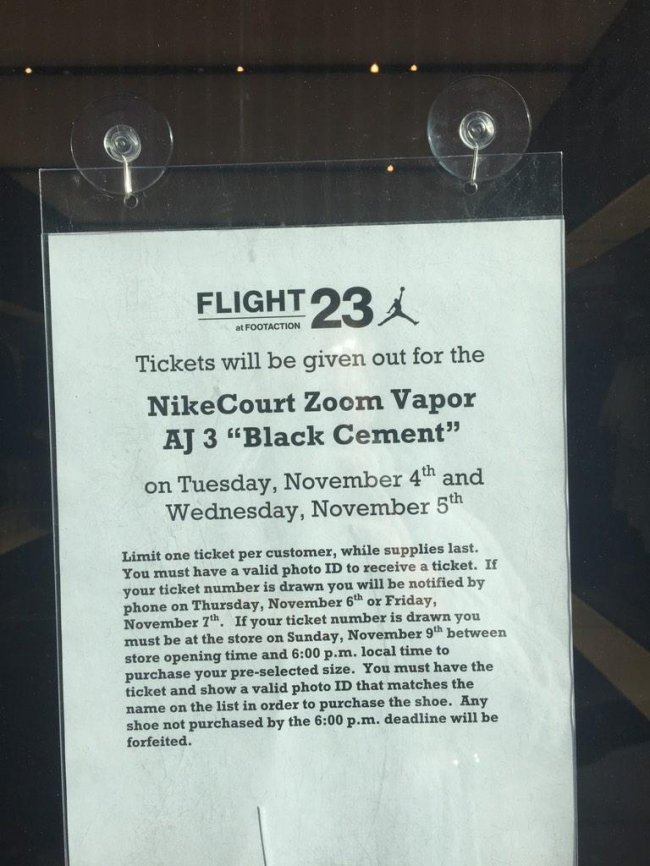 FLIGHT 23
at FOOTACTION
Tickets will be given out for the
NikeCourt Zoom Vapor
AJ 3 “Black Cement”
on Tuesday, November 4th and
Wednesday, November 5th
Limit one ticket per customer, while supplies last.
You must have a valid photo ID to receive a ticket. If
your ticket number is drawn you will be notified by
phone on Thursday, November 6th or Friday,
November 7th. If your ticket number is drawn you
must be at the store on Sunday, November 9th between
store opening time and 6:00 p.m. local time to
purchase your pre-selected size. You must have the
ticket and show a valid photo ID that matches the
name on the list in order to purchase the shoe. Any
shoe not purchased by the 6:00 p.m. deadline will be
forfeited.